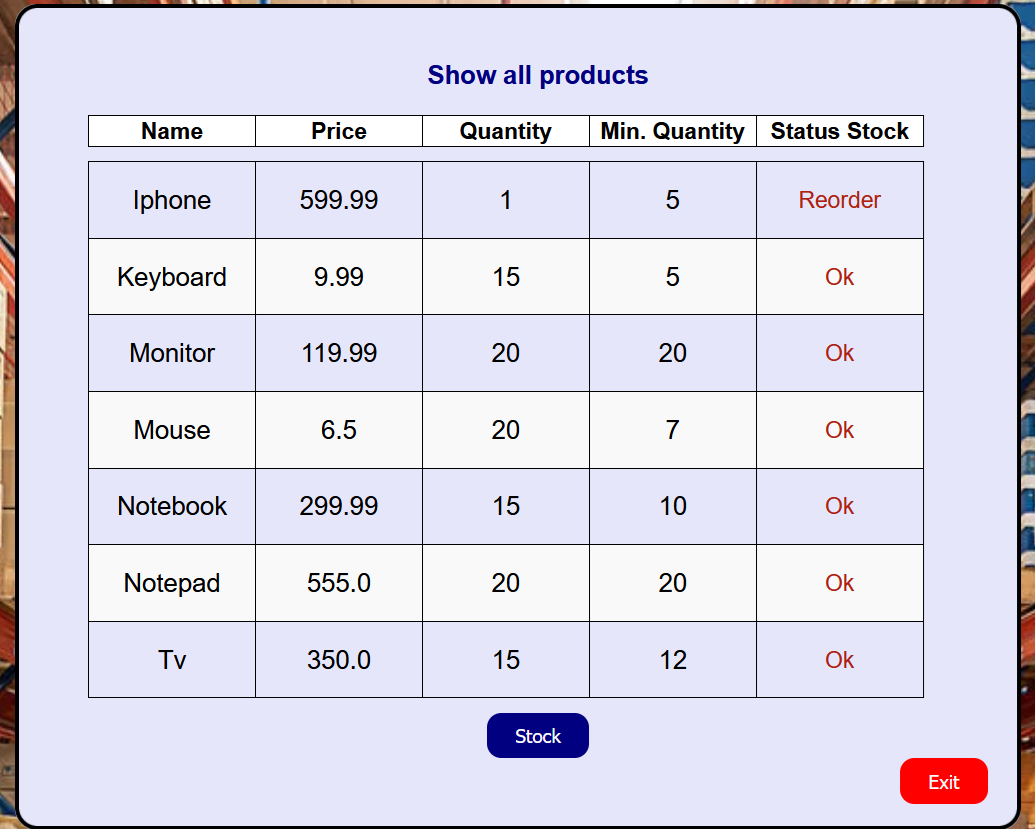 Show all products
Name Price Quantity Min. Quantity Status Stock
Iphone 599.99 1 5 Reorder
Keyboard 9.99 15 5 Ok
Monitor 119.99 20 20 Ok
Mouse 6.5 20 7 Ok
Notebook 299.99 15 10 Ok
Notepad 555.0 20 20 Ok
Tv 350.0 15 12 Ok
Stock
Exit